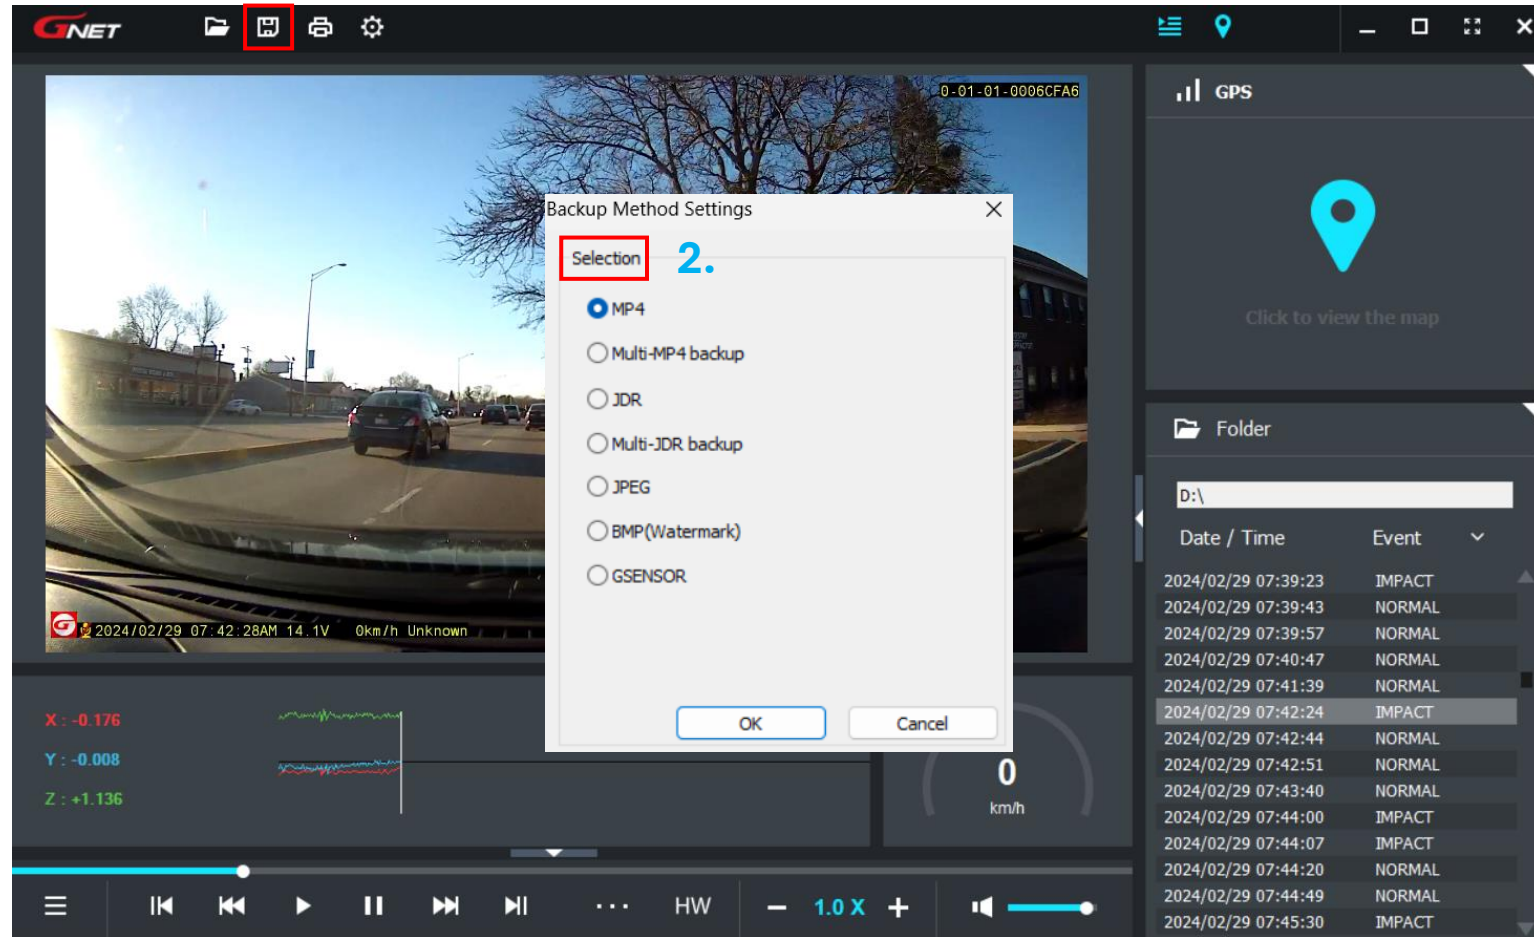 GNET
0-01-01-0006CFA6
Backup Method Settings
Selection
2.
MP4
Multi-MP4 backup
JDR
Multi-JDR backup
JPEG
BMP(Watermark)
GSENSOR
OK
Cancel
2024/02/29 07:42:28AM 14.1V 0km/h Unknown
X : -0.176
Y : -0.008
Z : +1.136
0
km/h
HW
1.0 X
GPS
Click to view the map
Folder
D:\
Date / Time Event
2024/02/29 07:39:23 IMPACT
2024/02/29 07:39:43 NORMAL
2024/02/29 07:39:57 NORMAL
2024/02/29 07:40:47 NORMAL
2024/02/29 07:41:39 NORMAL
2024/02/29 07:42:24 IMPACT
2024/02/29 07:42:44 NORMAL
2024/02/29 07:42:51 NORMAL
2024/02/29 07:43:40 NORMAL
2024/02/29 07:44:00 IMPACT
2024/02/29 07:44:07 IMPACT
2024/02/29 07:44:20 NORMAL
2024/02/29 07:44:49 NORMAL
2024/02/29 07:45:30 IMPACT